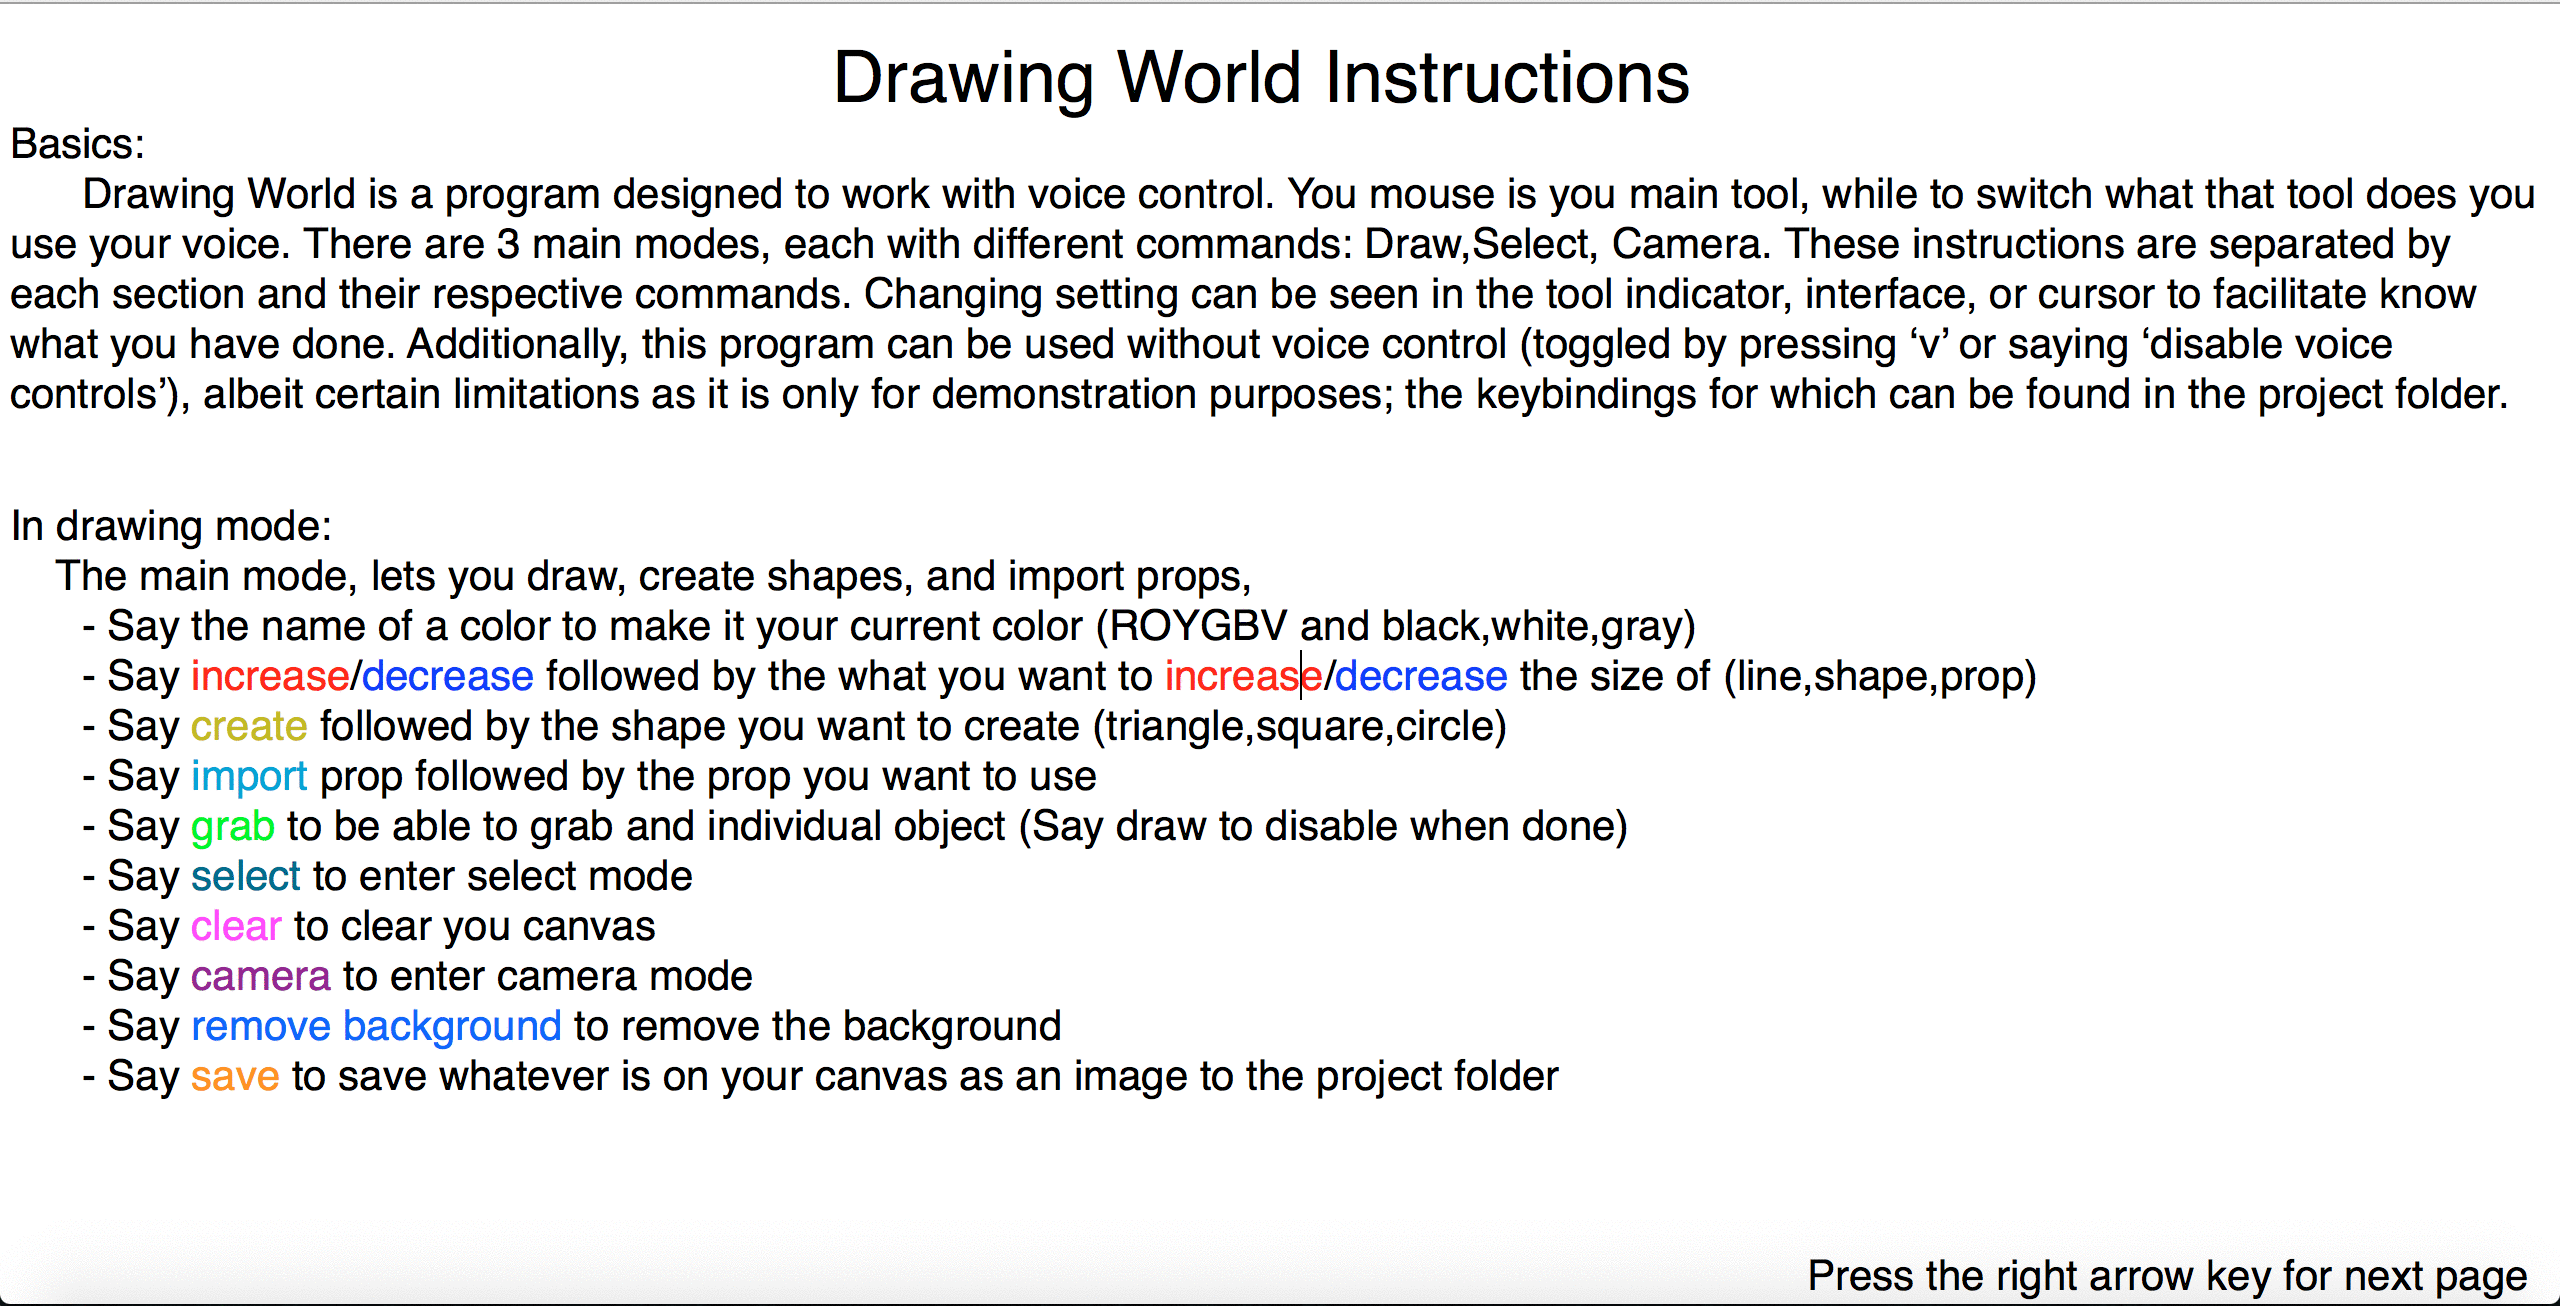 Drawing World Instructions
Basics:
Drawing World is a program designed to work with voice control. You mouse is you main tool, while to switch what that tool does you
use your voice. There are 3 main modes, each with different commands: Draw,Select, Camera. These instructions are separated by
each section and their respective commands. Changing setting can be seen in the tool indicator, interface, or cursor to facilitate know
what you have done. Additionally, this program can be used without voice control (toggled by pressing ‘v’ or saying ‘disable voice
controls’), albeit certain limitations as it is only for demonstration purposes; the keybindings for which can be found in the project folder.
In drawing mode:
The main mode, lets you draw, create shapes, and import props,
- Say the name of a color to make it your current color (ROYGBV and black,white,gray)
- Say increase/decrease followed by the what you want to increase/decrease the size of (line,shape,prop)
- Say create followed by the shape you want to create (triangle,square,circle)
- Say import prop followed by the prop you want to use
- Say grab to be able to grab and individual object (Say draw to disable when done)
- Say select to enter select mode
- Say clear to clear you canvas
- Say camera to enter camera mode
- Say remove background to remove the background
- Say save to save whatever is on your canvas as an image to the project folder
Press the right arrow key for next page